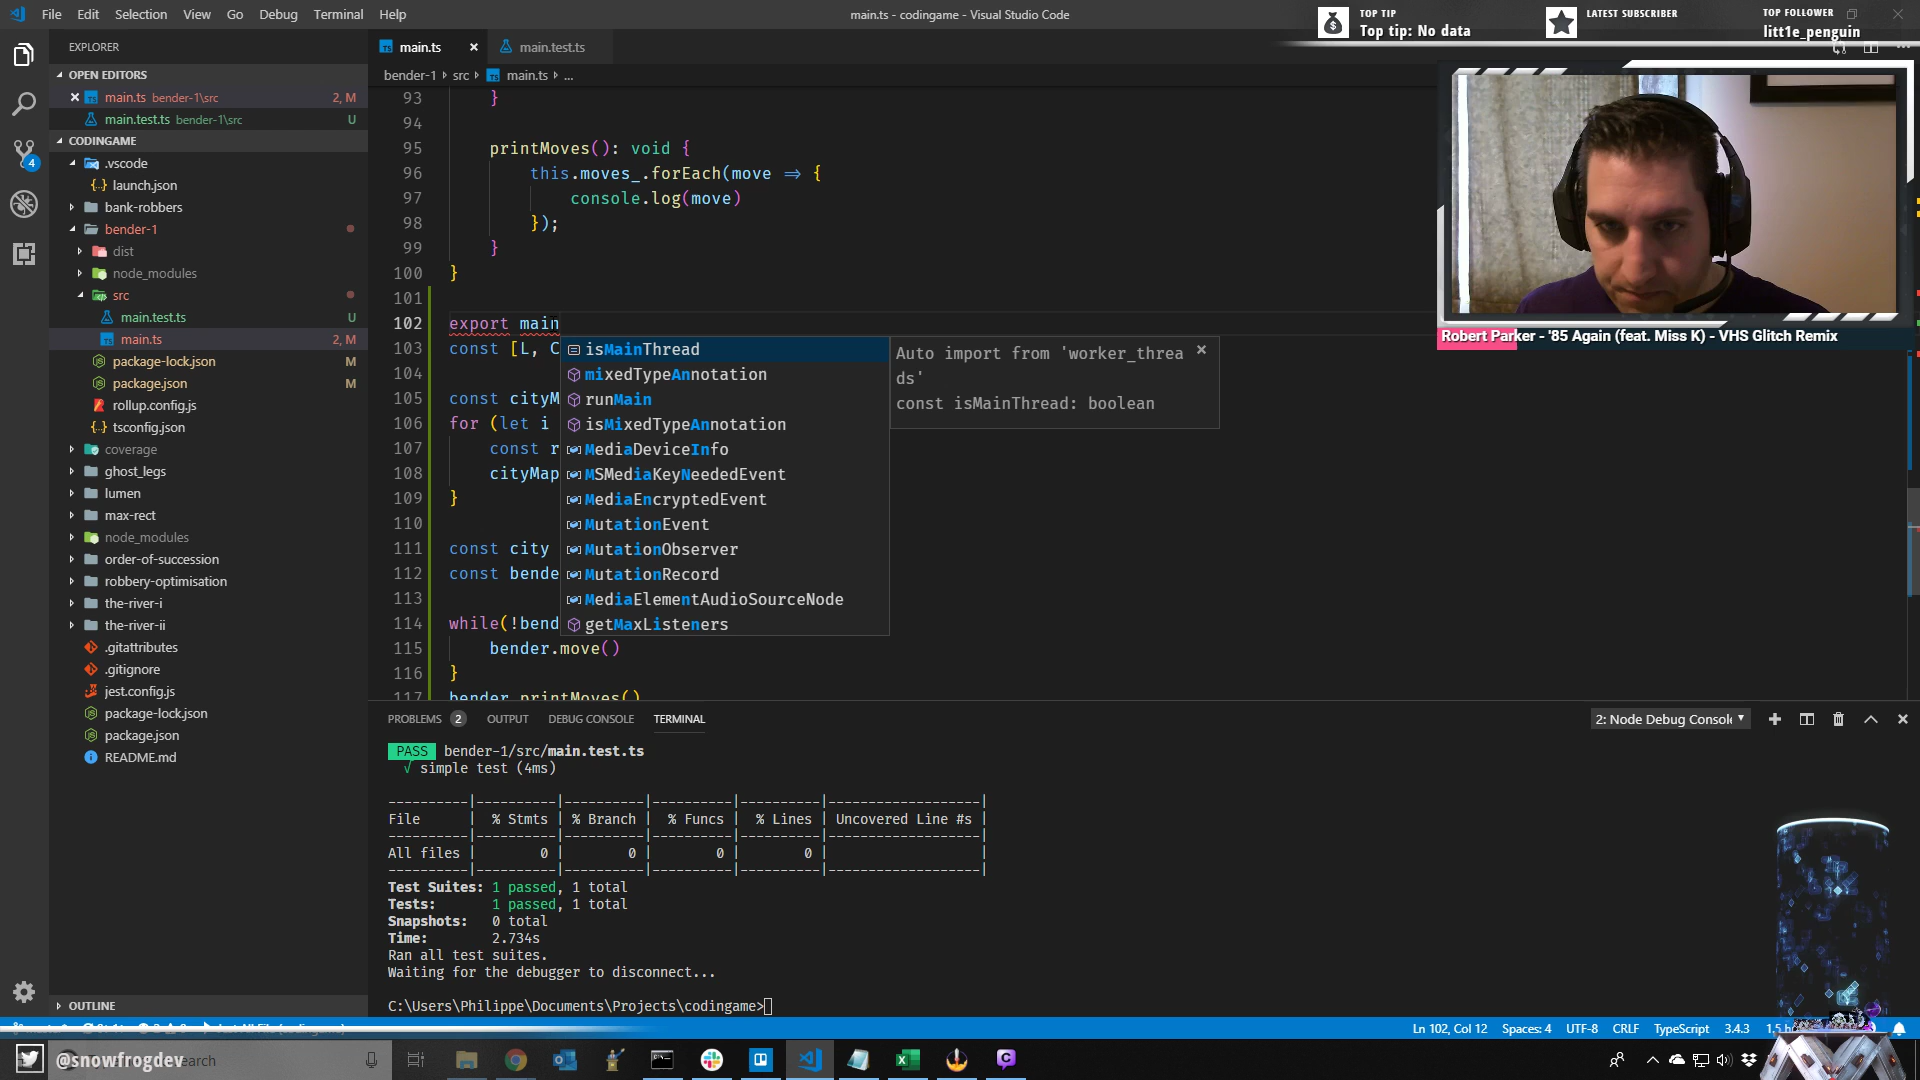 File Edit Selection View Go Debug Terminal Help
main.ts - codingame - Visual Studio Code
TOP TIP
Top tip: No data
LATEST SUBSCRIBER
TOP FOLLOWER
litt1e_penguin
EXPLORER
OPEN EDITORS
main.ts bender-1\src 2, M
main.test.ts bender-1\src U
CODINGAME
.vscode
launch.json
bank-robbers
bender-1
dist
node_modules
src
main.test.ts U
main.ts 2, M
package-lock.json M
package.json M
rollup.config.js
tsconfig.json
coverage
ghost_legs
lumen
max-rect
node_modules
order-of-succession
robbery-optimisation
the-river-i
the-river-ii
.gitattributes
.gitignore
jest.config.js
package-lock.json
package.json
README.md
OUTLINE
4
main.ts main.test.ts
bender-1 src main.ts ...
93 }
94
95 printMoves(): void {
96 this.moves_.forEach(move ⇒ {
97 console.log(move)
98 });
99 }
100 }
101
102 export main
103 const [L, C
104
105 const cityM
106 for (let i
107 const r
108 cityMap
109 }
110
111 const city
112 const bende
113
114 while(!bend
115 bender.move()
116 }
117 bender.printMoves()
isMainThread
mixedTypeAnnotation
runMain
isMixedTypeAnnotation
MediaDeviceInfo
MSMediaKeyNeededEvent
MediaEncryptedEvent
MutationEvent
MutationObserver
MutationRecord
MediaElementAudioSourceNode
getMaxListeners
Auto import from 'worker_threa
ds'
const isMainThread: boolean
Robert Parker - '85 Again (feat. Miss K) - VHS Glitch Remix
PROBLEMS 2 OUTPUT DEBUG CONSOLE TERMINAL
2: Node Debug Console
PASS bender-1/src/main.test.ts
√ simple test (4ms)
----------|----------|----------|----------|----------|-------------------|
File | % Stmts | % Branch | % Funcs | % Lines | Uncovered Line #s |
----------|----------|----------|----------|----------|-------------------|
All files | 0 | 0 | 0 | 0 | |
----------|----------|----------|----------|----------|-------------------|
Test Suites: 1 passed, 1 total
Tests: 1 passed, 1 total
Snapshots: 0 total
Time: 2.734s
Ran all test suites.
Waiting for the debugger to disconnect...
C:\Users\Philippe\Documents\Projects\codingame>
Ln 102, Col 12 Spaces: 4 UTF-8 CRLF TypeScript 3.4.3
@snowfrogdev